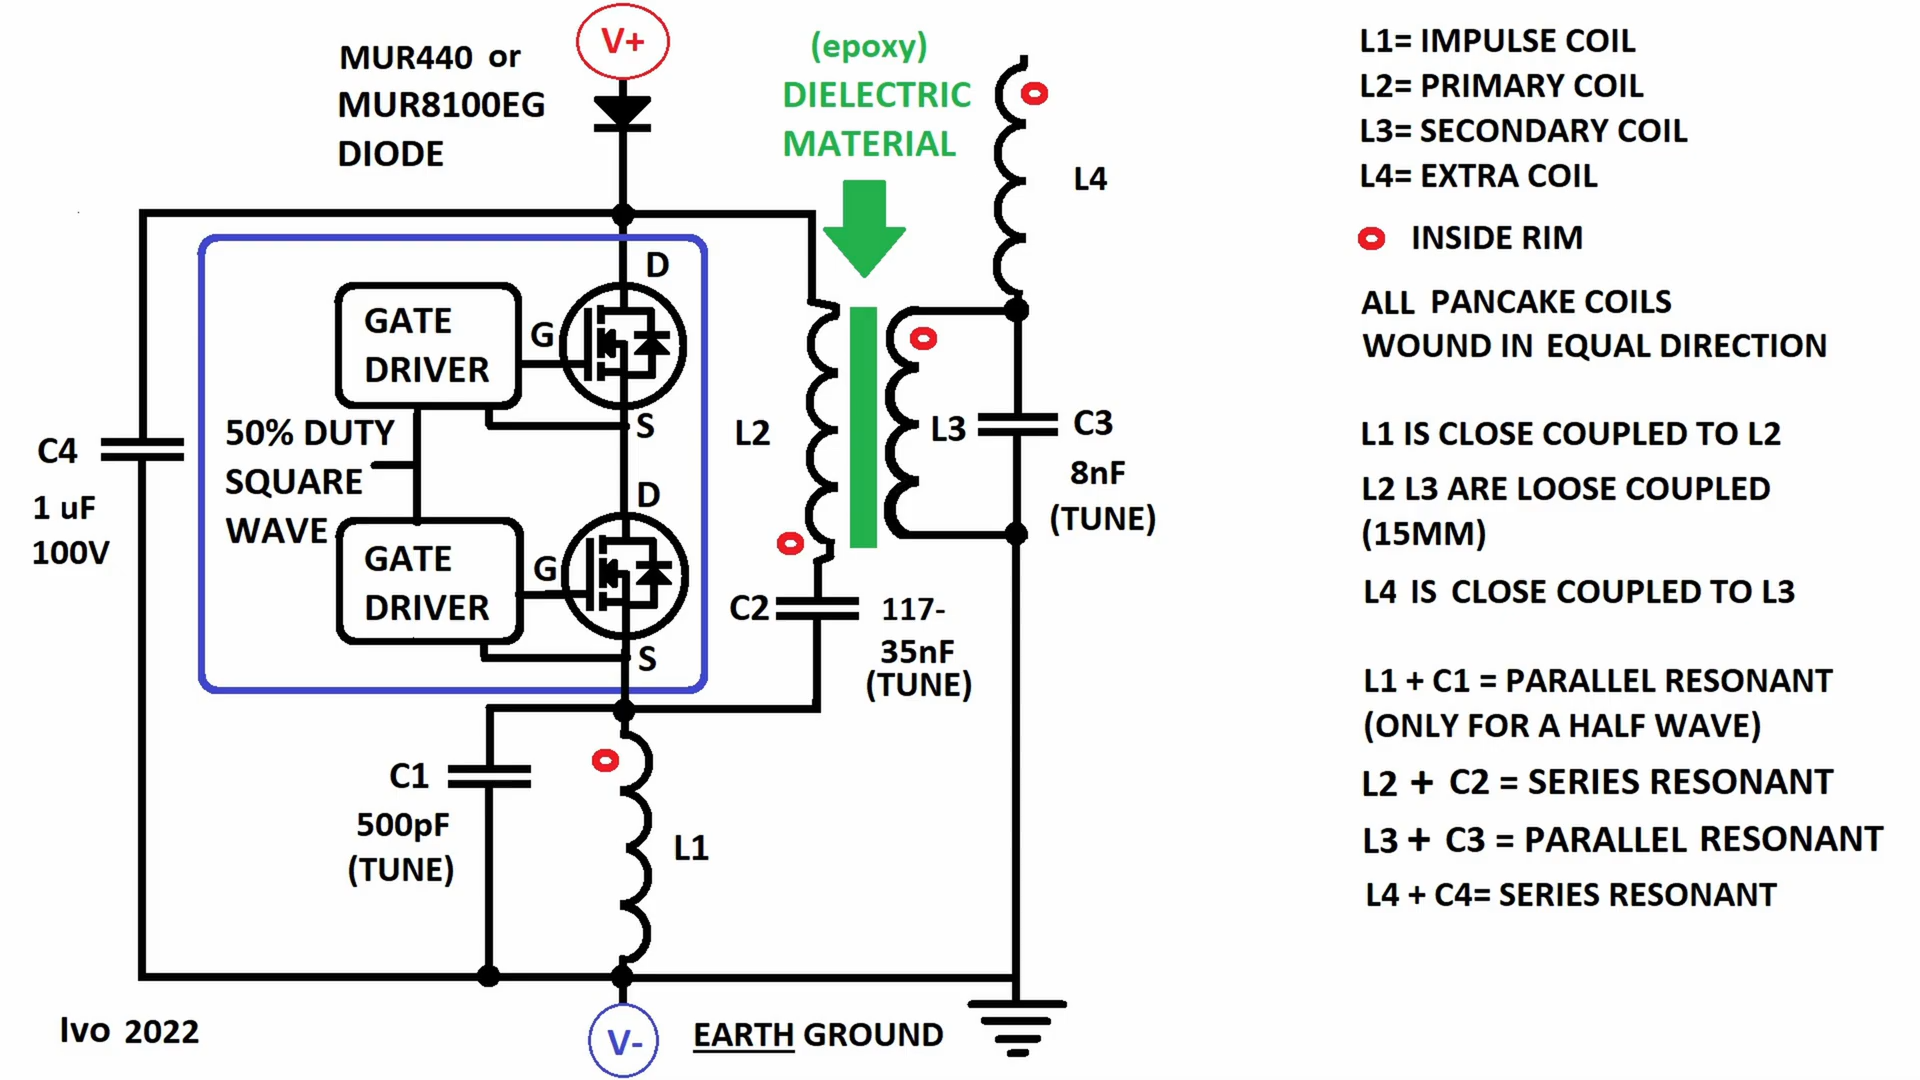 V+
MUR440 or
MUR8100EG
DIODE
(epoxy)
DIELECTRIC
MATERIAL
L4
D
GATE
DRIVER
G
S
50% DUTY
SQUARE
WAVE
C4
1 uF
100V
L2
L3
C3
8nF
(TUNE)
D
GATE
DRIVER
G
S
C2
117-
35nF
(TUNE)
C1
500pF
(TUNE)
L1
Ivo 2022
V-
EARTH GROUND
L1= IMPULSE COIL
L2= PRIMARY COIL
L3= SECONDARY COIL
L4= EXTRA COIL
INSIDE RIM
ALL PANCAKE COILS
WOUND IN EQUAL DIRECTION
L1 IS CLOSE COUPLED TO L2
L2 L3 ARE LOOSE COUPLED
(15MM)
L4 IS CLOSE COUPLED TO L3
L1 + C1 = PARALLEL RESONANT
(ONLY FOR A HALF WAVE)
L2 + C2 = SERIES RESONANT
L3 + C3 = PARALLEL RESONANT
L4 + C4= SERIES RESONANT